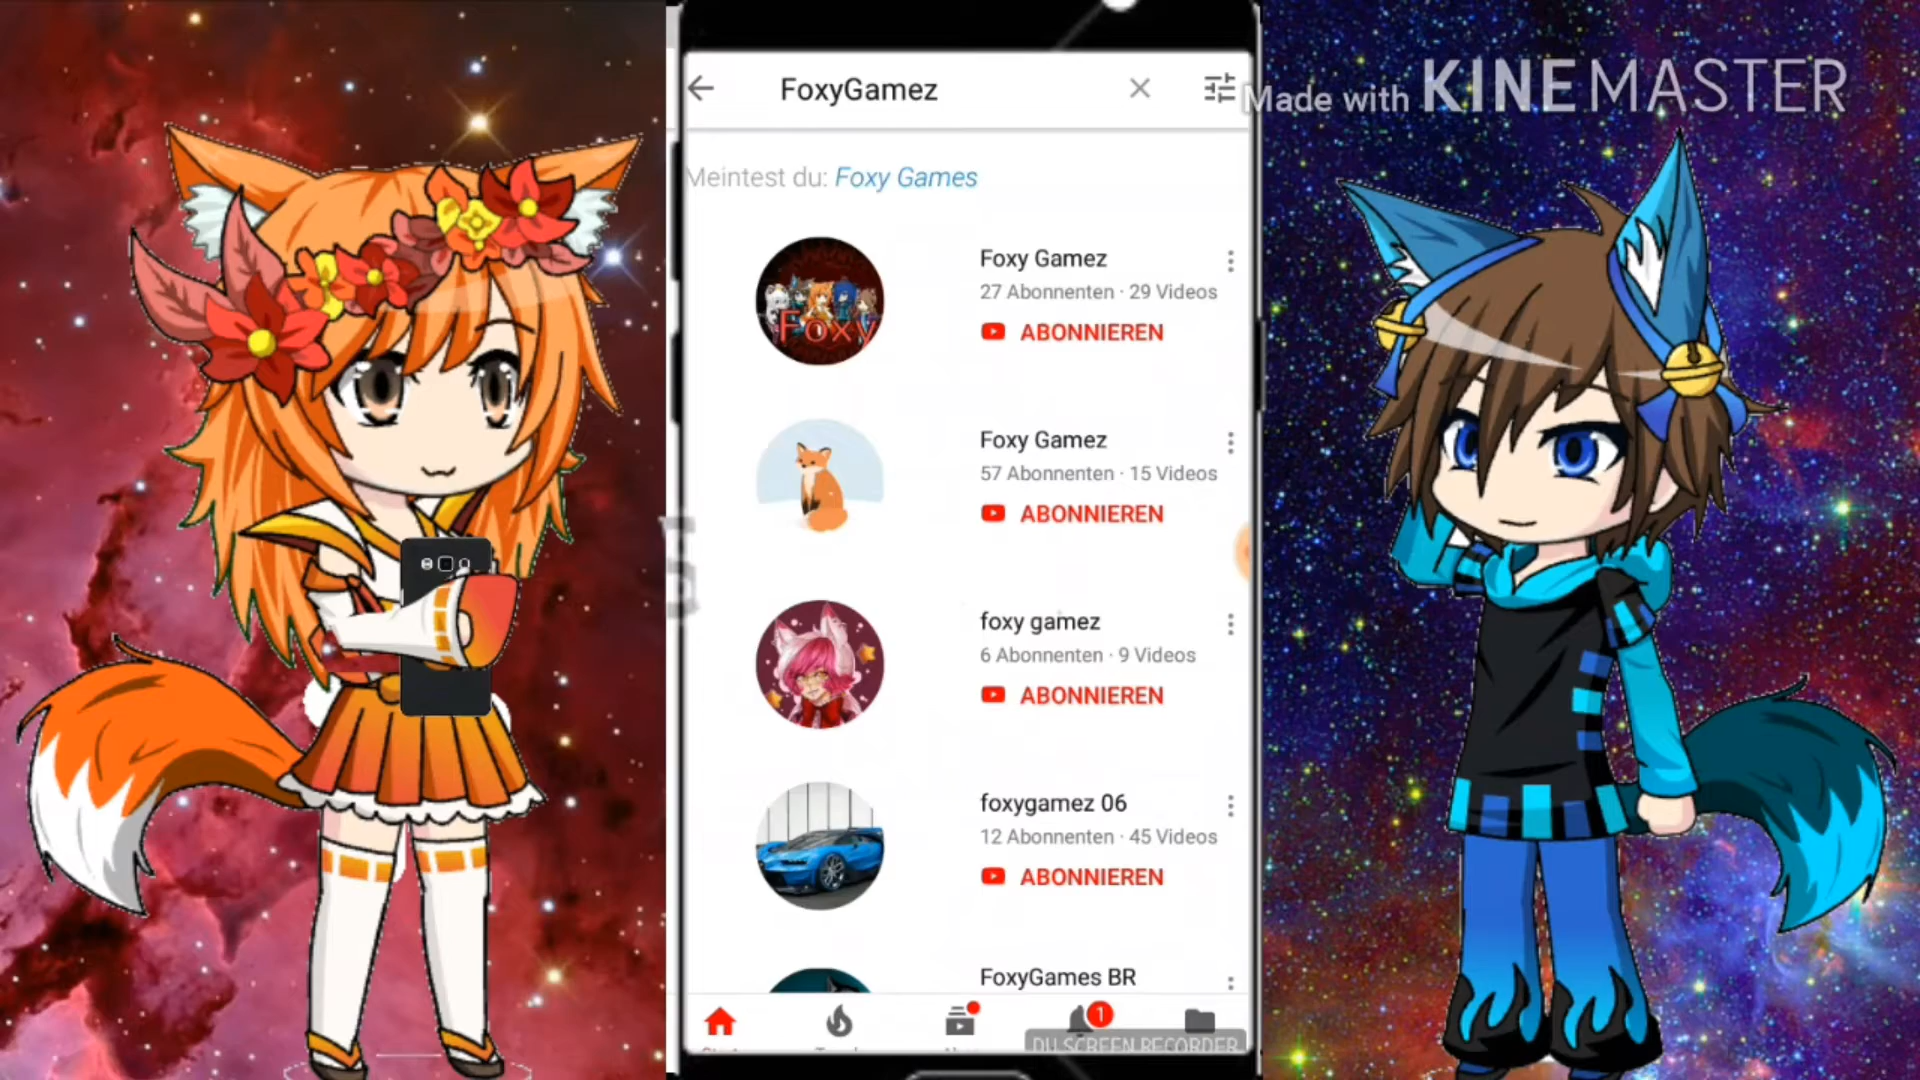 FoxyGamez
Made with KINEMASTER
Meintest du: Foxy Games
Foxy Gamez
27 Abonnenten · 29 Videos
Foxy
ABONNIEREN
Foxy Gamez
57 Abonnenten · 15 Videos
ABONNIEREN
foxy gamez
6 Abonnenten · 9 Videos
ABONNIEREN
foxygamez 06
12 Abonnenten · 45 Videos
ABONNIEREN
FoxyGames BR
1
DU SCREEN RECORDER